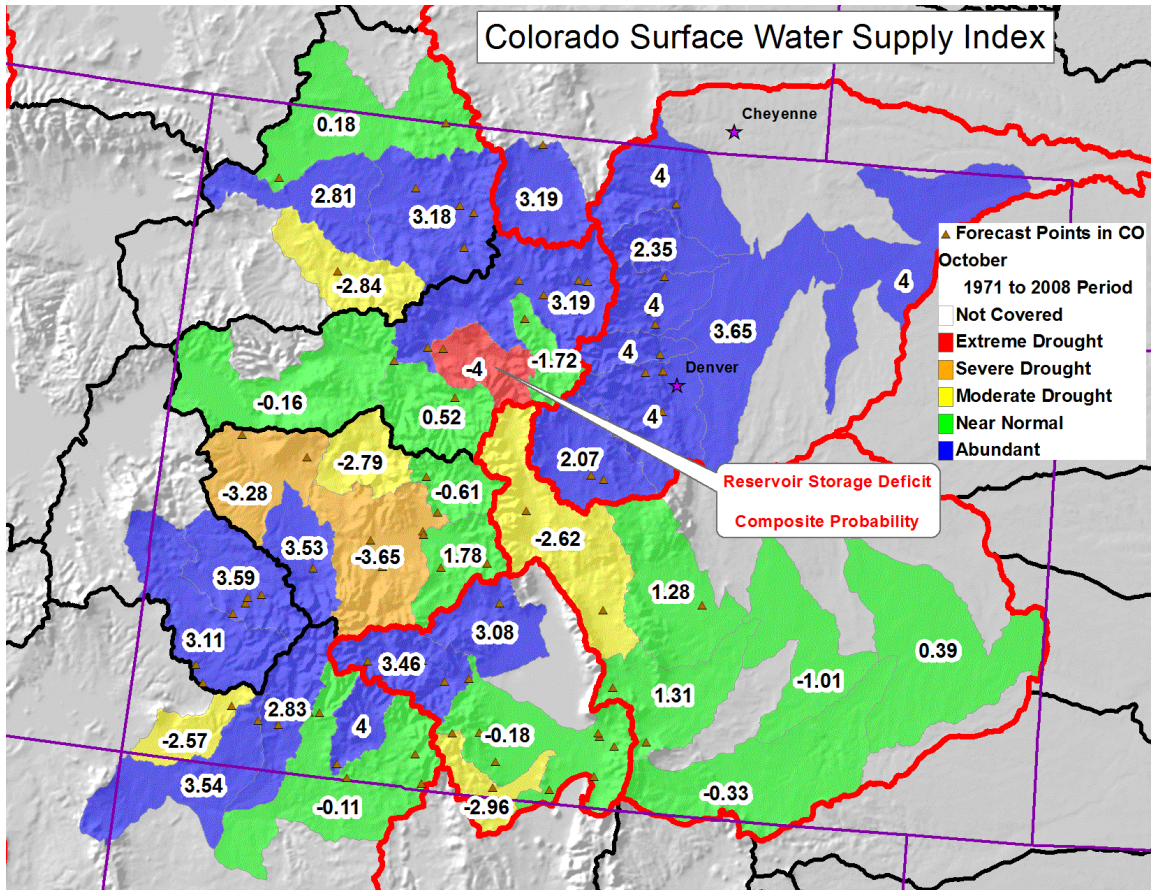 Colorado Surface Water Supply Index
Cheyenne
0.18
4
2.81
3.18
3.19
Forecast Points in CO
October
1971 to 2008 Period
Not Covered
Extreme Drought
Severe Drought
Moderate Drought
Near Normal
Abundant
2.35
-2.84
4
3.19
4
3.65
4
-1.72
-4
Denver
-0.16
0.52
4
2.07
-2.79
-0.61
-3.28
Reservoir Storage Deficit
Composite Probability
3.53
-3.65
1.78
-2.62
3.59
1.28
3.11
3.08
3.46
0.39
-1.01
1.31
2.83
4
-2.57
-0.18
3.54
-0.11
-2.96
-0.33